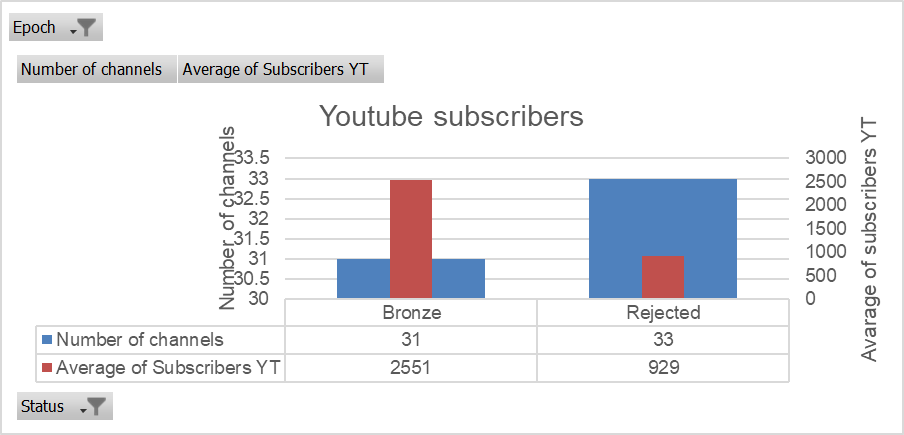 Epoch
Number of channels Average of Subscribers YT
Youtube subscribers
Number of channels
33.5
33
32.5
32
31.5
31
30.5
30
3000
2500
2000
1500
1000
500
0
Avarage of subscribers YT
Bronze Rejected
Number of channels 31 33
Average of Subscribers YT 2551 929
Status